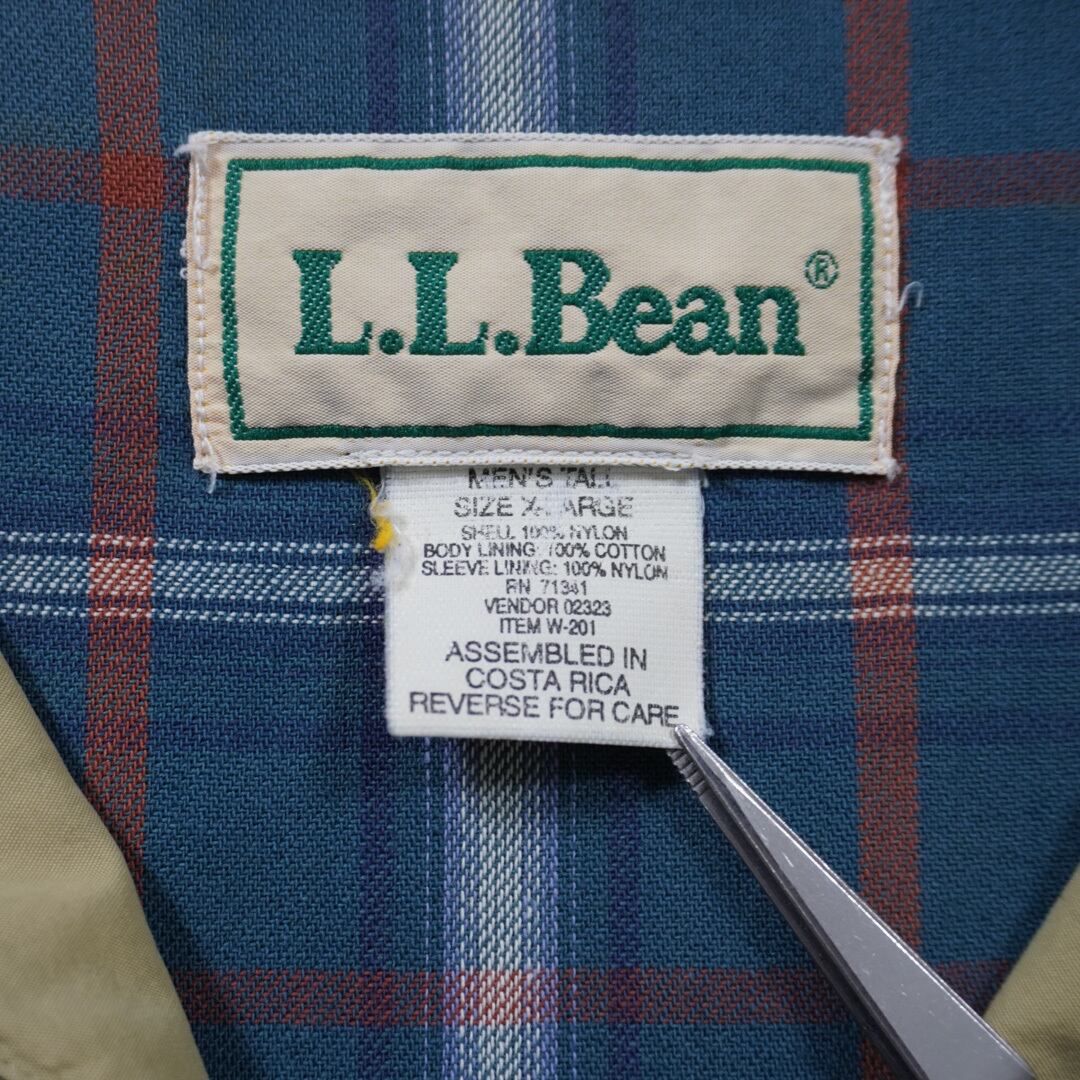 L.L.Bean®
MEN'S TALL
SIZE X-LARGE
SHELL: 100% NYLON
BODY LINING: 100% COTTON
SLEEVE LINING: 100% NYLON
RN 71341
VENDOR 02323
ITEM W-201
ASSEMBLED IN
COSTA RICA
REVERSE FOR CARE